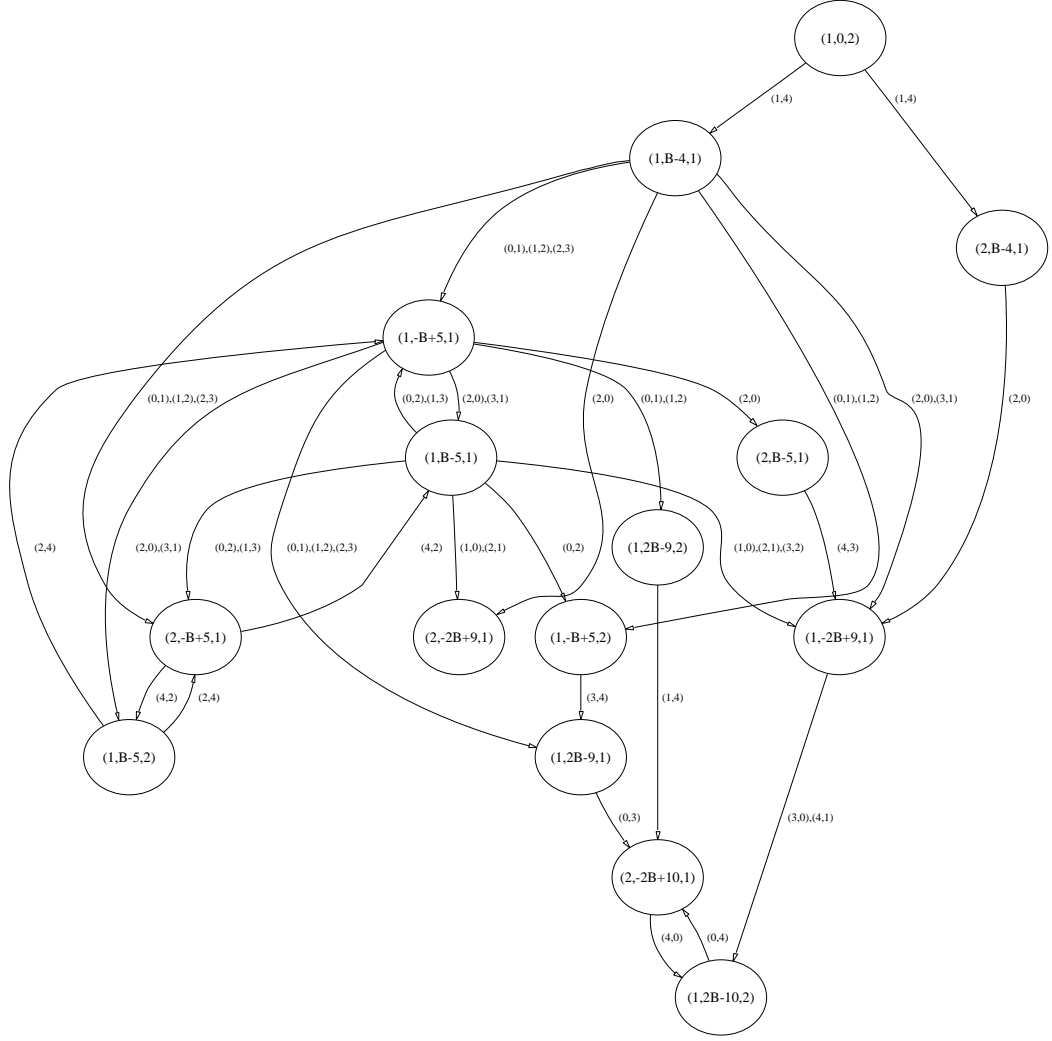 (1,0,2)
(1,4)
(1,4)
(1,B-4,1)
(2,B-4,1)
(0,1),(1,2),(2,3)
(1,-B+5,1)
(0,1),(1,2),(2,3)
(0,2),(1,3)
(2,0),(3,1)
(2,0)
(0,1),(1,2)
(2,0)
(0,1),(1,2)
(2,0),(3,1)
(2,0)
(1,B-5,1)
(2,B-5,1)
(2,4)
(2,0),(3,1)
(0,2),(1,3)
(0,1),(1,2),(2,3)
(4,2)
(1,0),(2,1)
(0,2)
(1,2B-9,2)
(1,0),(2,1),(3,2)
(4,3)
(2,-B+5,1)
(2,-2B+9,1)
(1,-B+5,2)
(1,-2B+9,1)
(4,2)
(2,4)
(3,4)
(1,4)
(1,B-5,2)
(1,2B-9,1)
(0,3)
(3,0),(4,1)
(2,-2B+10,1)
(4,0)
(0,4)
(1,2B-10,2)